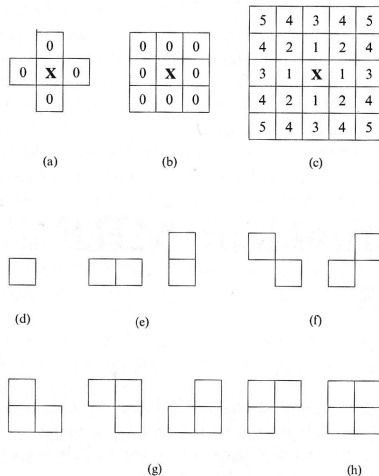 0
0 X 0
0
0 0 0
0 X 0
0 0 0
5 4 3 4 5
4 2 1 2 4
3 1 X 1 3
4 2 1 2 4
5 4 3 4 5
(a) (b) (c)
(d) (e) (f)
(g) (h)